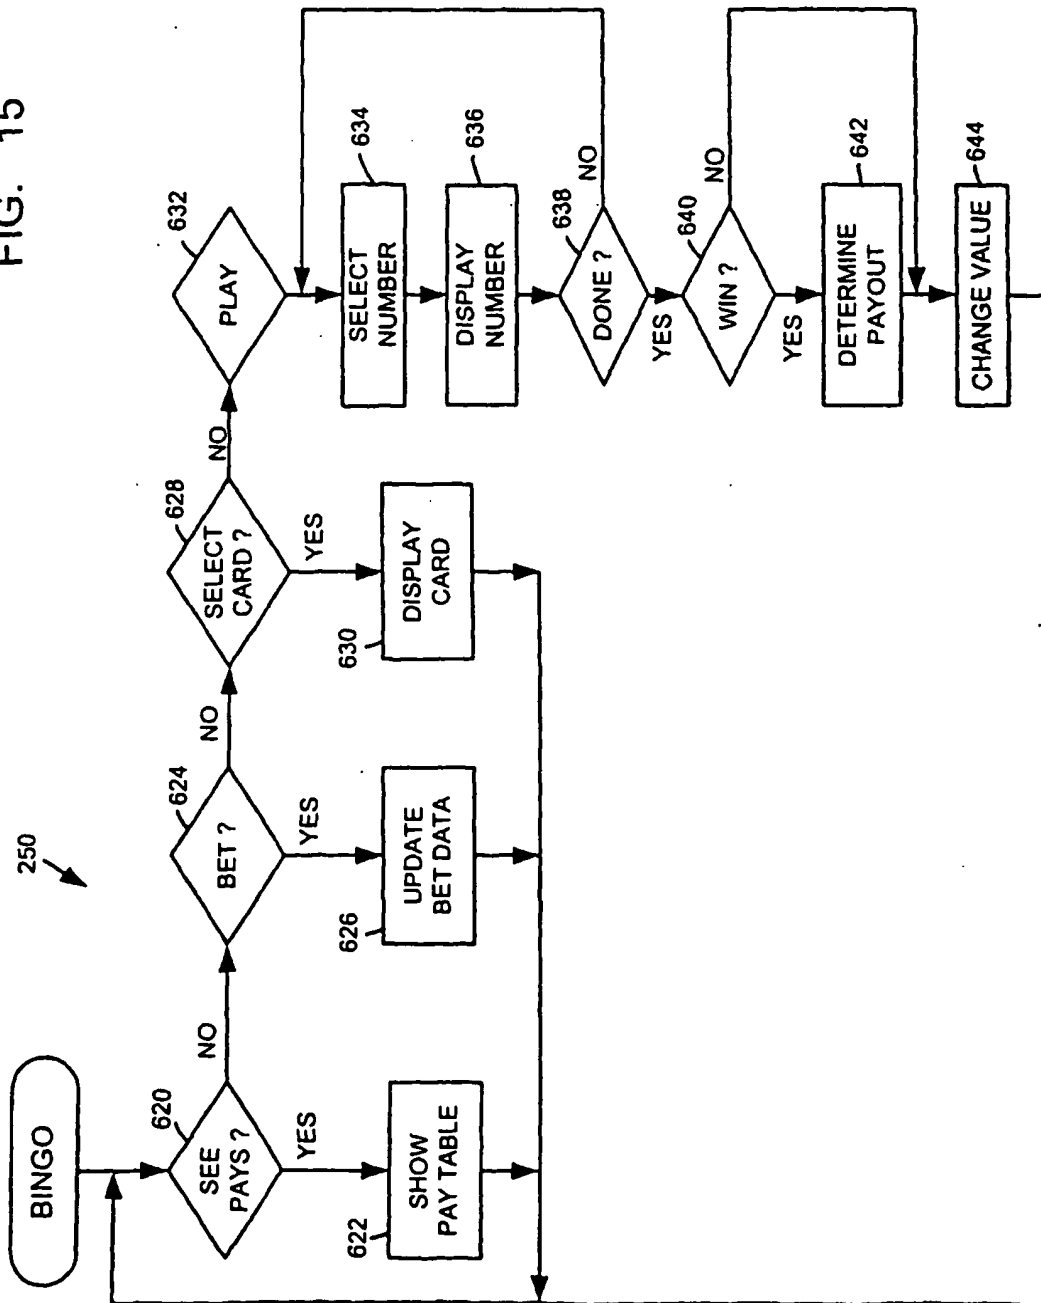 FIG. 15
250
BINGO
620
SEE
PAYS ?
NO
YES
622
SHOW
PAY TABLE
624
BET ?
NO
YES
626
UPDATE
BET DATA
628
SELECT
CARD ?
NO
YES
630
DISPLAY
CARD
632
PLAY
634
SELECT
NUMBER
636
DISPLAY
NUMBER
638
DONE ?
NO
YES
640
WIN ?
NO
YES
642
DETERMINE
PAYOUT
644
CHANGE VALUE